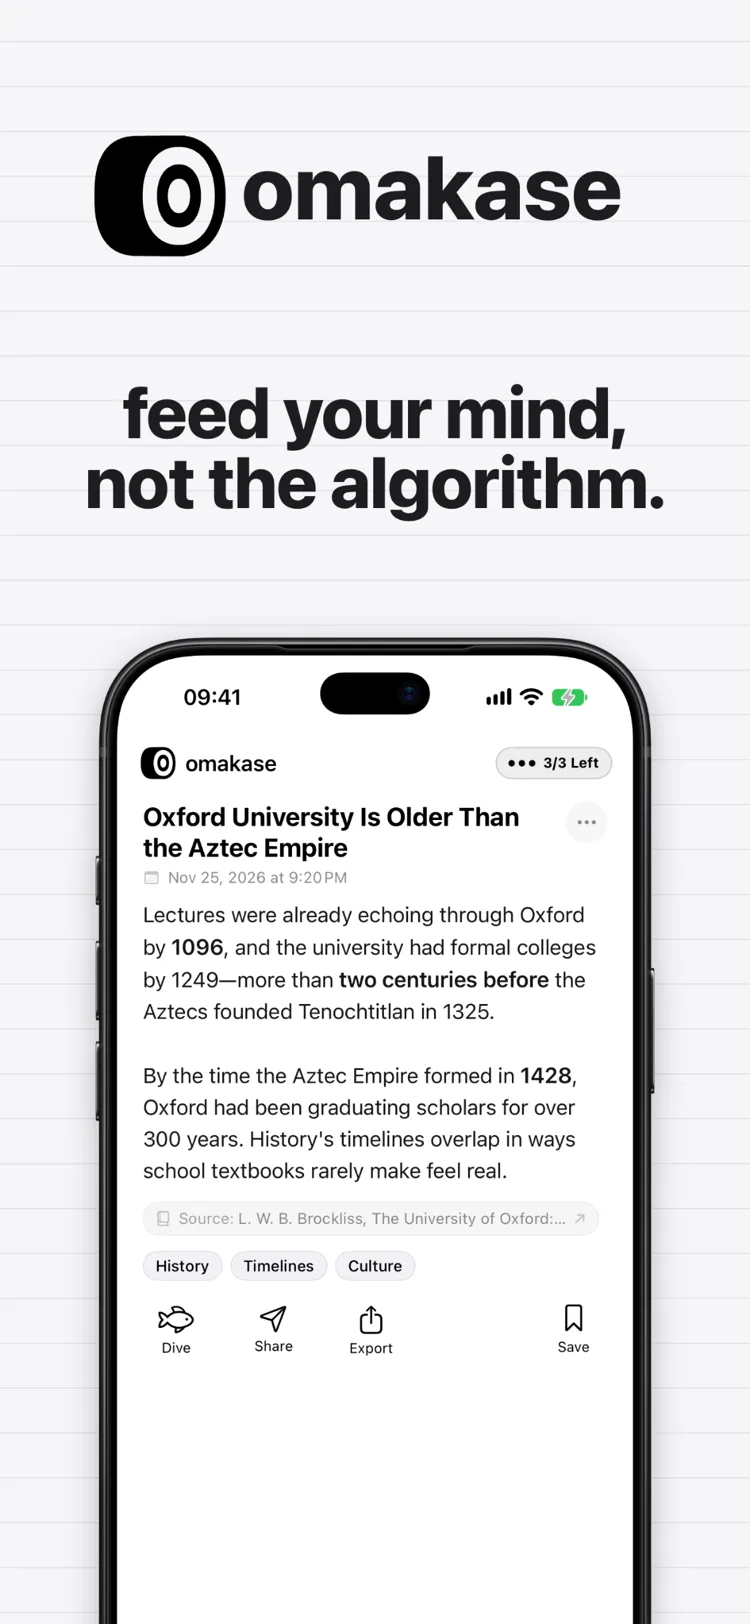 omakase
feed your mind,
not the algorithm.
09:41
omakase
●●● 3/3 Left
Oxford University Is Older Than
the Aztec Empire
Nov 25, 2026 at 9:20 PM
Lectures were already echoing through Oxford
by 1096, and the university had formal colleges
by 1249—more than two centuries before the
Aztecs founded Tenochtitlan in 1325.
By the time the Aztec Empire formed in 1428,
Oxford had been graduating scholars for over
300 years. History's timelines overlap in ways
school textbooks rarely make feel real.
Source: L. W. B. Brockliss, The University of Oxford:...
History Timelines Culture
Dive Share Export Save